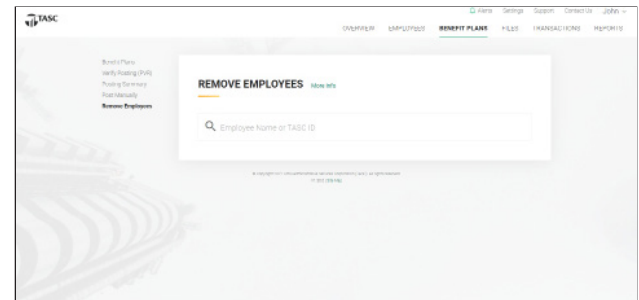 TASC
Alerts Settings Support Contact Us John
OVERVIEW EMPLOYEES BENEFIT PLANS FILES TRANSACTIONS REPORTS
Benefit Plans
Verify Posting (PVR)
Posting Summary
Post Manually
Remove Employees
REMOVE EMPLOYEES More Info
Employee Name or TASC ID